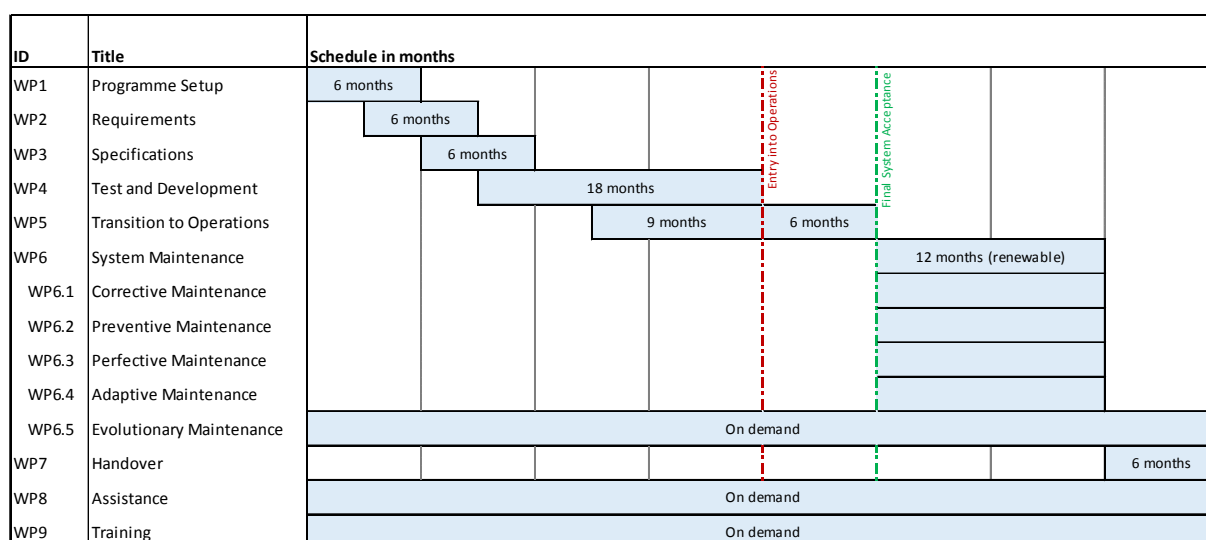 ID Title Schedule in months
WP1 Programme Setup 6 months
WP2 Requirements 6 months
WP3 Specifications 6 months
WP4 Test and Development 18 months
WP5 Transition to Operations 9 months 6 months
Entry into Operations
Final System Acceptance
WP6 System Maintenance 12 months (renewable)
WP6.1 Corrective Maintenance
WP6.2 Preventive Maintenance
WP6.3 Perfective Maintenance
WP6.4 Adaptive Maintenance
WP6.5 Evolutionary Maintenance On demand
WP7 Handover 6 months
WP8 Assistance On demand
WP9 Training On demand